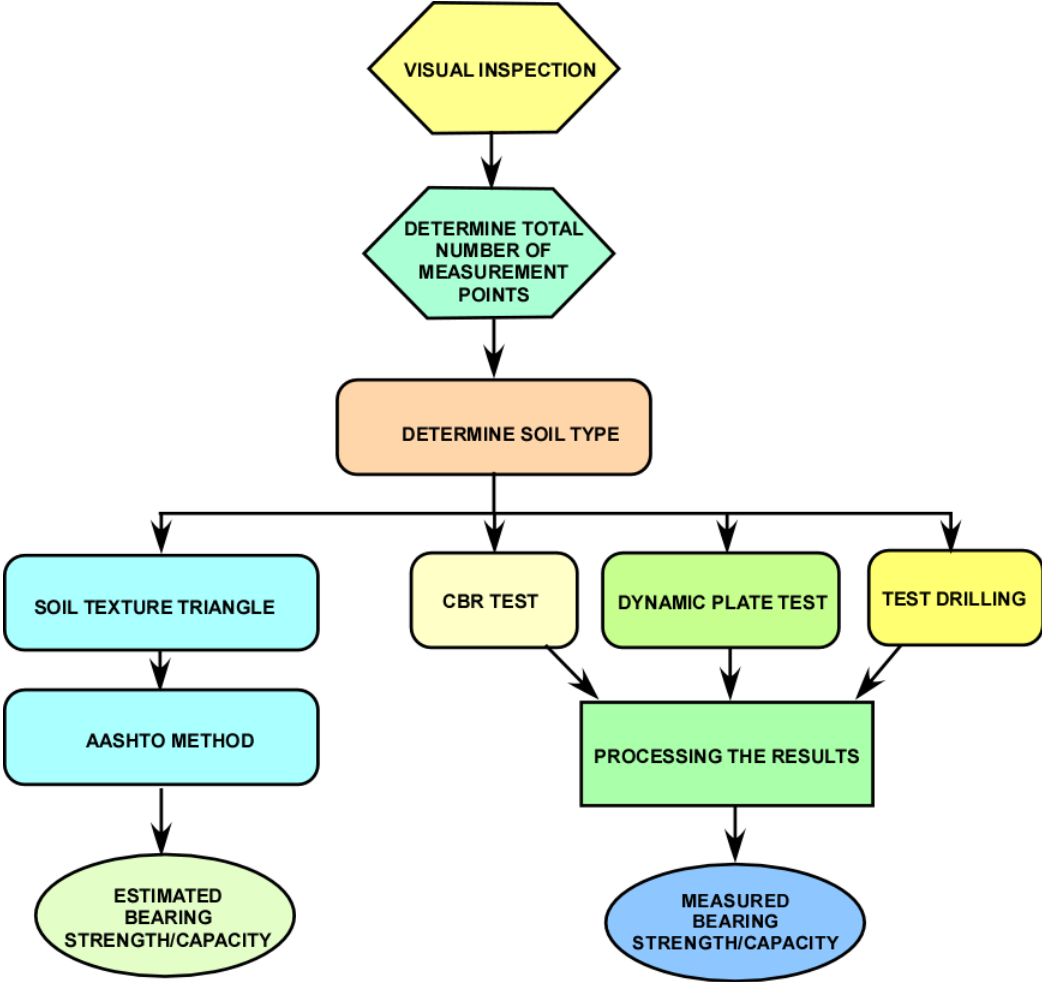 VISUAL INSPECTION
DETERMINE TOTAL
NUMBER OF
MEASUREMENT
POINTS
DETERMINE SOIL TYPE
SOIL TEXTURE TRIANGLE
CBR TEST
DYNAMIC PLATE TEST
TEST DRILLING
AASHTO METHOD
PROCESSING THE RESULTS
ESTIMATED
BEARING
STRENGTH/CAPACITY
MEASURED
BEARING
STRENGTH/CAPACITY